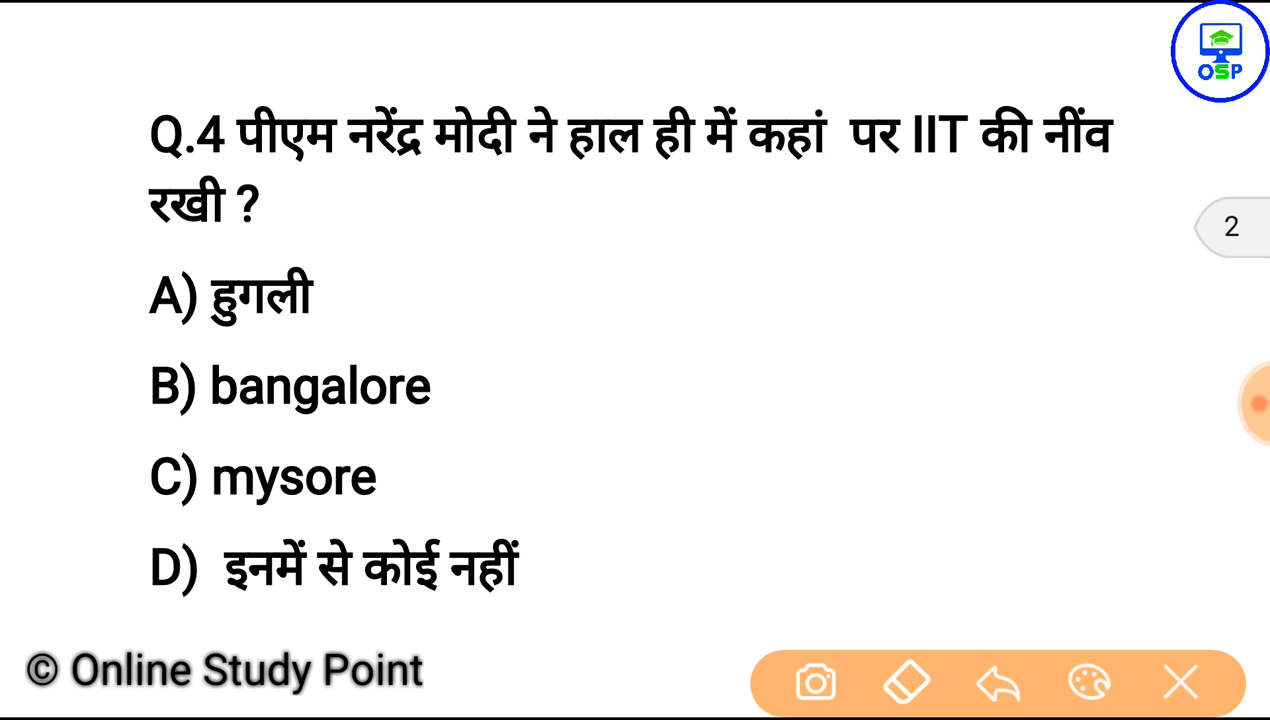 OSP
Q.4 पीएम नरेंद्र मोदी ने हाल ही में कहां पर IIT की नींव
रखी ?
2
A) हुगली
B) bangalore
C) mysore
D) इनमें से कोई नहीं
© Online Study Point